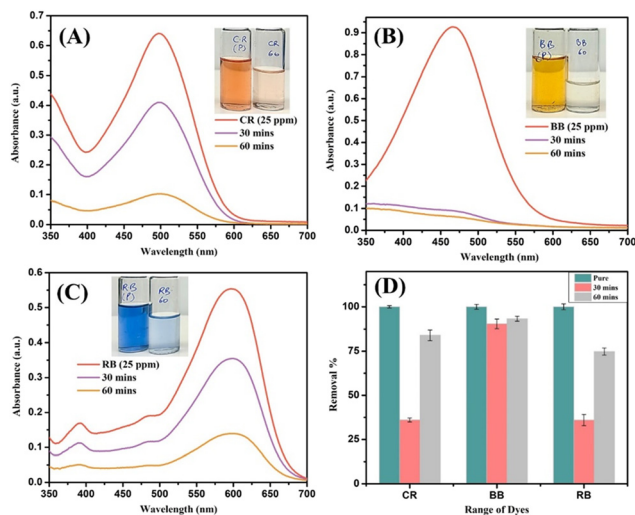 (A)
C-R
(P)
CR
60
CR (25 ppm)
30 mins
60 mins
Absorbance (a.u.)
0.7
0.6
0.5
0.4
0.3
0.2
0.1
0.0
350 400 450 500 550 600 650 700
Wavelength (nm)
(B)
BB
(P)
BB
60
BB (25 ppm)
30 mins
60 mins
Absorbance (a.u.)
0.9
0.8
0.7
0.6
0.5
0.4
0.3
0.2
0.1
0.0
350 400 450 500 550 600 650 700
Wavelength (nm)
(C)
RB
(P)
RB
60
RB (25 ppm)
30 mins
60 mins
Absorbance (a.u.)
0.6
0.5
0.4
0.3
0.2
0.1
0.0
350 400 450 500 550 600 650 700
Wavelength (nm)
(D)
Pure
30 mins
60 mins
Removal %
100
75
50
25
0
CR BB RB
Range of Dyes